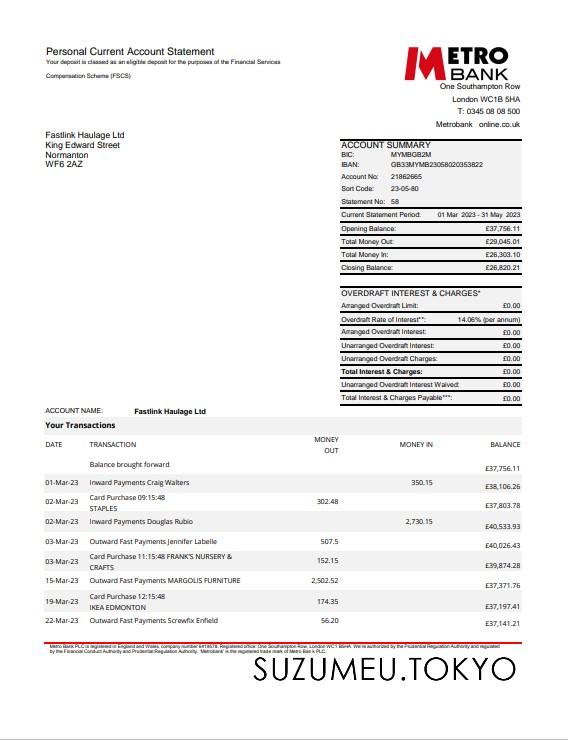 Personal Current Account Statement
Your deposit is classed as an eligible deposit for the purposes of the Financial Services
Compensation Scheme (FSCS)
METRO
BANK
One Southampton Row
London WC1B 5HA
T: 0345 08 08 500
Metrobank online.co.uk
Fastlink Haulage Ltd
King Edward Street
Normanton
WF6 2AZ
ACCOUNT SUMMARY
BIC: MYMBGB2M
IBAN: GB33MYMB23058020353822
Account No: 21862665
Sort Code: 23-05-80
Statement No: 58
Current Statement Period: 01 Mar 2023 - 31 May 2023
Opening Balance: £37,756.11
Total Money Out: £29,045.01
Total Money In: £26,303.10
Closing Balance: £26,820.21
OVERDRAFT INTEREST & CHARGES*
Arranged Overdraft Limit: £0.00
Overdraft Rate of Interest**: 14.06% (per annum)
Arranged Overdraft Interest: £0.00
Unarranged Overdraft Interest: £0.00
Unarranged Overdraft Charges: £0.00
Total Interest & Charges: £0.00
Unarranged Overdraft Interest Waived: £0.00
Total Interest & Charges Payable***: £0.00
ACCOUNT NAME: Fastlink Haulage Ltd
Your Transactions
DATE TRANSACTION MONEY OUT MONEY IN BALANCE
Balance brought forward £37,756.11
01-Mar-23 Inward Payments Craig Walters 350.15 £38,106.26
02-Mar-23 Card Purchase 09:15:48 302.48 £37,803.78
STAPLES
02-Mar-23 Inward Payments Douglas Rubio 2,730.15 £40,533.93
03-Mar-23 Outward Fast Payments Jennifer Labelle 507.5 £40,026.43
03-Mar-23 Card Purchase 11:15:48 FRANK'S NURSERY & 152.15 £39,874.28
CRAFTS
15-Mar-23 Outward Fast Payments MARGOLIS FURNITURE 2,502.52 £37,371.76
19-Mar-23 Card Purchase 12:15:48 174.35 £37,197.41
IKEA EDMONTON
22-Mar-23 Outward Fast Payments Screwfix Enfield 56.20 £37,141.21
Metro Bank PLC is registered in England and Wales, company number 6419578. Registered office: One Southampton Row, London WC1 B5HA. We're authorized by the Prudential Regulation Authority and regulated
by the Financial Conduct Authority and Prudential Regulation Authority. 'Metrobank' is the registered trade mark of Metro Bank PLC.
SUZUMEU.TOKYO